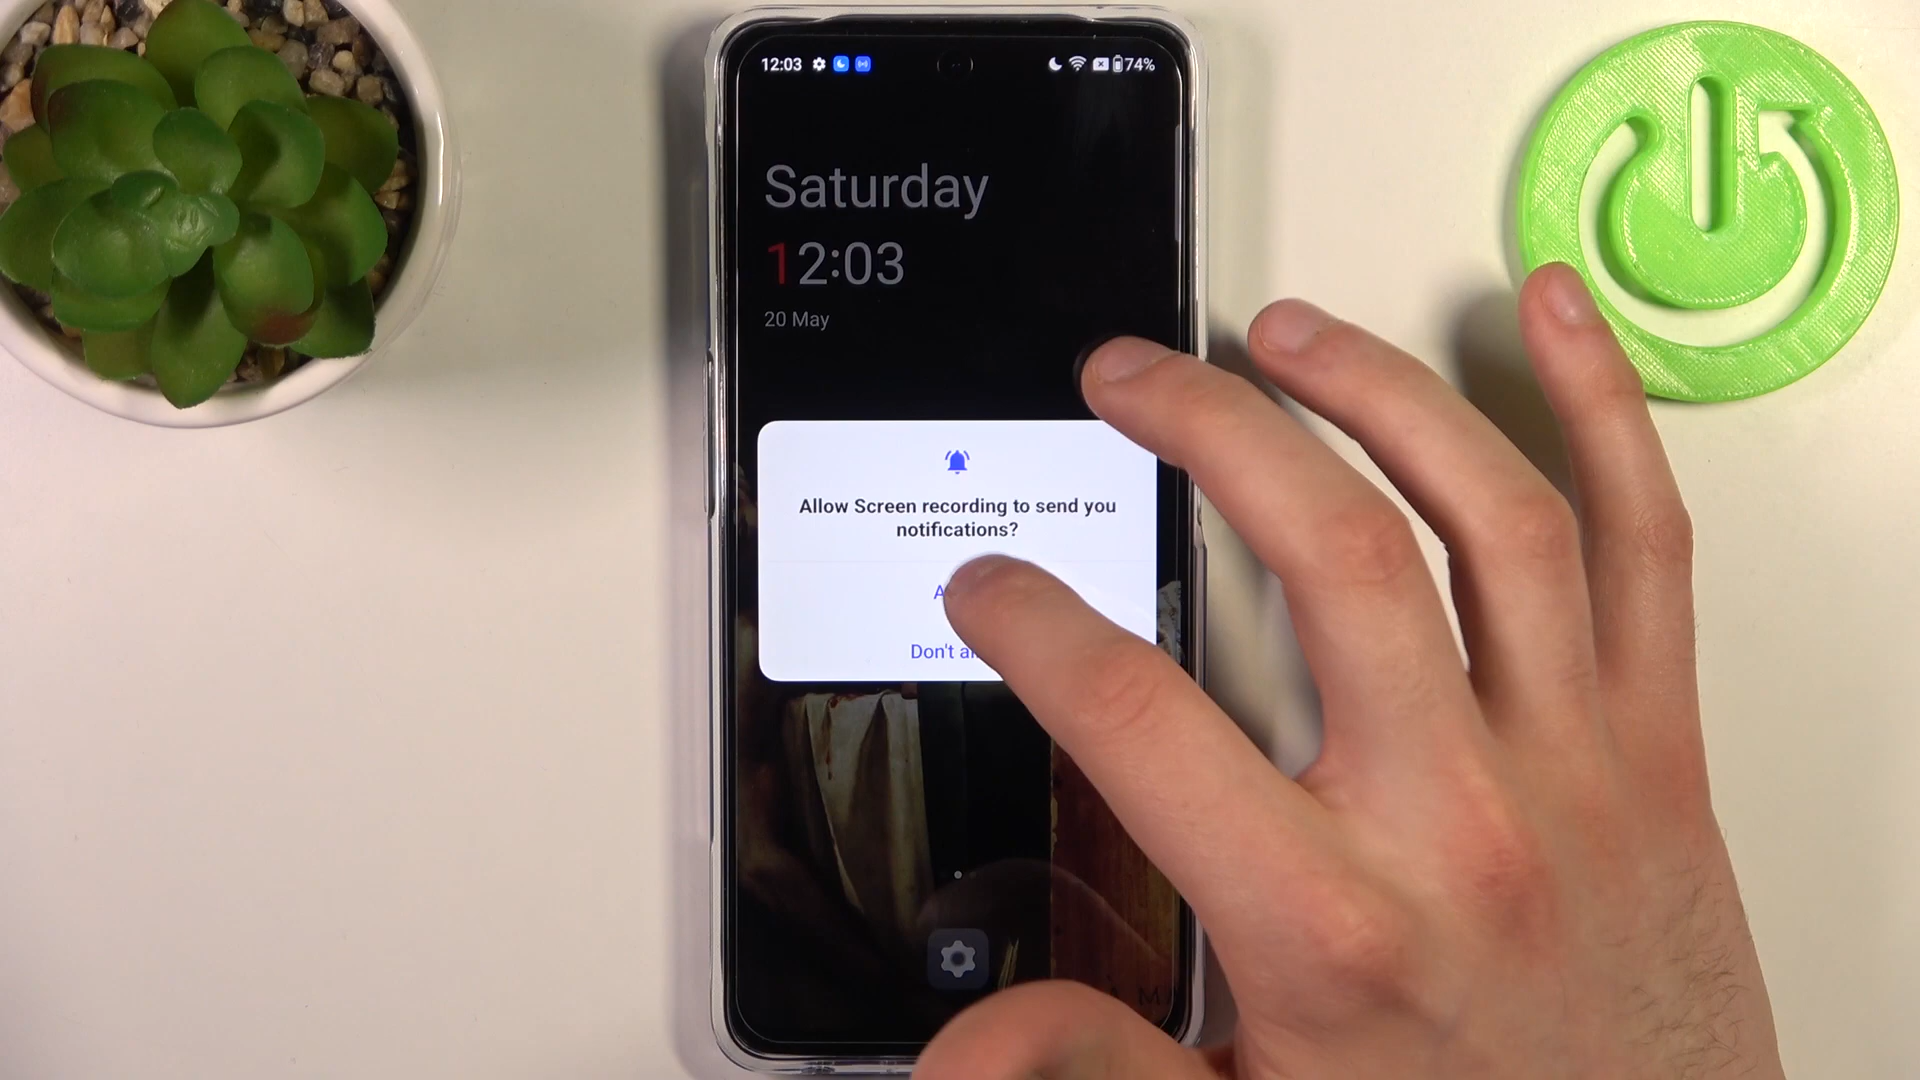 12:03 74%
Saturday
12:03
20 May
Allow Screen recording to send you
notifications?
Don't